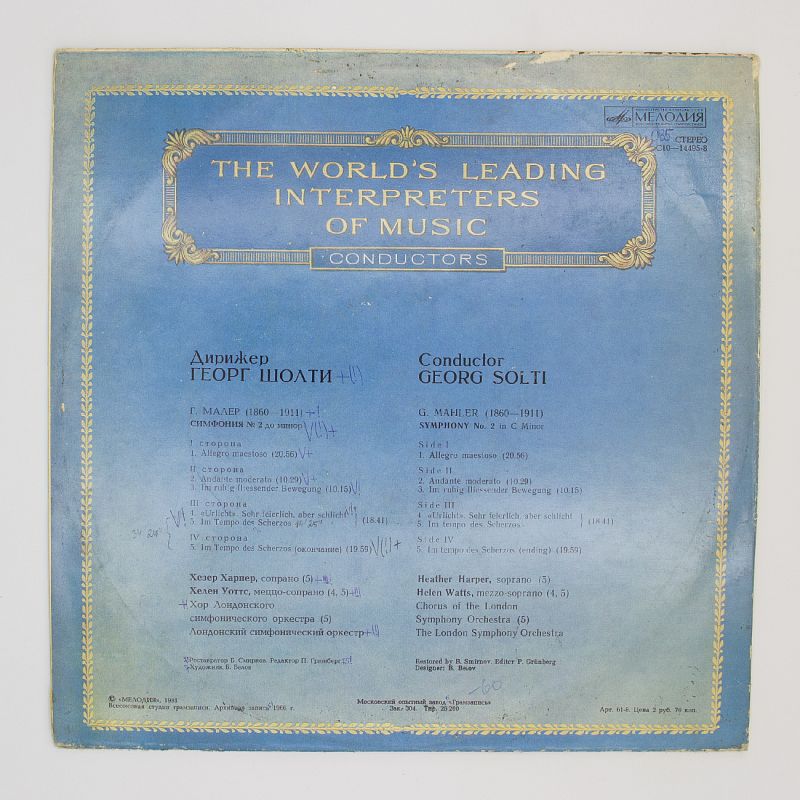 МЕЛОДИЯ
СТЕРЕО
С10—14495-8
THE WORLD'S LEADING
INTERPRETERS
OF MUSIC
CONDUCTORS
Дирижер
ГЕОРГ ШОЛТИ
Г. МАЛЕР (1860—1911)
СИМФОНИЯ № 2 до минор
I сторона
1. Allegro maestoso (20.56)
II сторона
2. Andante moderato (10.29)
3. Im ruhig fliessender Bewegung (10.15)
III сторона
4. «Urlicht». Sehr feierlich, aber schlicht
5. Im Tempo des Scherzos
(18.41)
IV сторона
5. Im Tempo des Scherzos (окончание) (19.59)
Хезер Харпер, сопрано (5)
Хелен Уоттс, меццо-сопрано (4, 5)
Хор Лондонского
симфонического оркестра (5)
Лондонский симфонический оркестр
Реставратор Б. Смирнов. Редактор П. Грюнберг
Художник Б. Белов
Conductor
GEORG SOLTI
G. MAHLER (1860—1911)
SYMPHONY No. 2 in C Minor
Side I
1. Allegro maestoso (20.56)
Side II
2. Andante moderato (10.29)
3. Im ruhig fliessender Bewegung (10.15)
Side III
4. «Urlicht». Sehr feierlich, aber schlicht
5. Im tempo des Scherzos
(18.41)
Side IV
5. Im tempo des Scherzos (ending) (19.59)
Heather Harper, soprano (5)
Helen Watts, mezzo-soprano (4, 5)
Chorus of the London
Symphony Orchestra (5)
The London Symphony Orchestra
Restored by B. Smirnov. Editor P. Grünberg
Designer: B. Belov
-60
© «МЕЛОДИЯ», 1981
Всесоюзная студия грамзаписи. Архивная запись 1966 г.
Московский опытный завод «Грамзапись»
Зак. 304. Тир. 20 200
Арт. 61-6. Цена 2 руб. 70 коп.